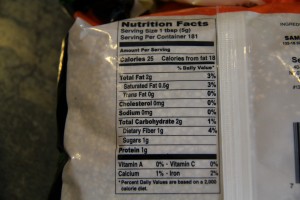 Nutrition Facts
Serving Size 1 tbsp (5g)
Serving Per Container 181
Amount Per Serving
Calories 25 Calories from fat 18
% Daily Value*
Total Fat 2g 3%
Saturated Fat 0.5g 3%
Trans Fat 0g 0%
Cholesterol 0mg 0%
Sodium 0mg 0%
Total Carbohydrate 2g 1%
Dietary Fiber 1g 4%
Sugars 1g
Protein 1g
Vitamin A 0% - Vitamin C 0%
Calcium 1% - Iron 2%
*Percent Daily Values are based on a 2,000
calorie diet.
SAM